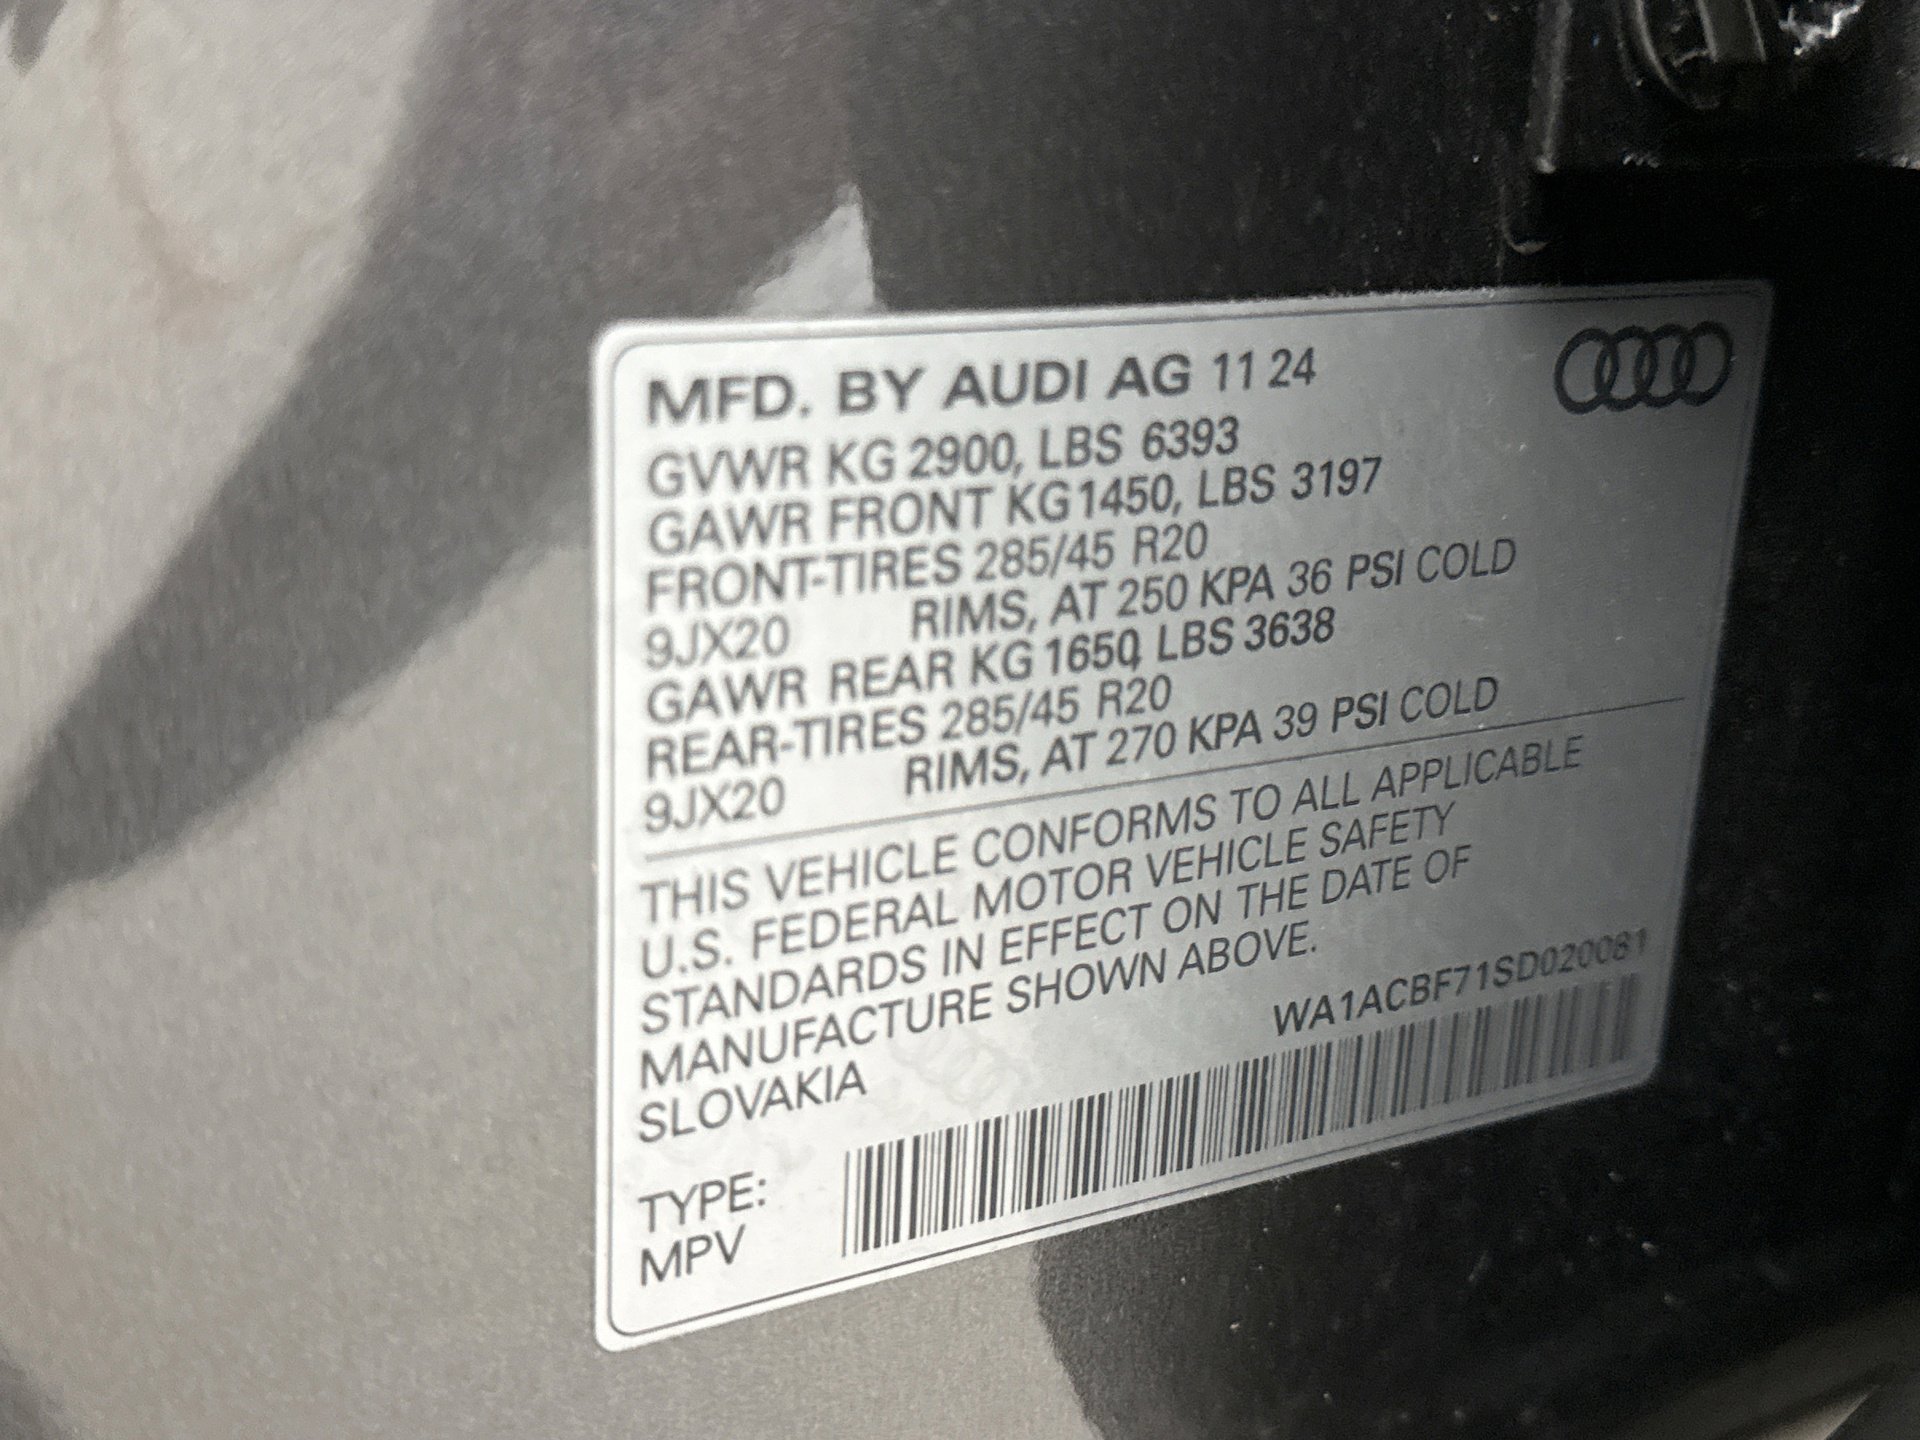 MFD. BY AUDI AG 11 24
GVWR KG 2900, LBS 6393
GAWR FRONT KG 1450, LBS 3197
FRONT-TIRES 285/45 R20
9JX20 RIMS, AT 250 KPA 36 PSI COLD
GAWR REAR KG 1650, LBS 3638
REAR-TIRES 285/45 R20
9JX20 RIMS, AT 270 KPA 39 PSI COLD
THIS VEHICLE CONFORMS TO ALL APPLICABLE
U.S. FEDERAL MOTOR VEHICLE SAFETY
STANDARDS IN EFFECT ON THE DATE OF
MANUFACTURE SHOWN ABOVE.
SLOVAKIA
WA1ACBF71SD020081
TYPE:
MPV